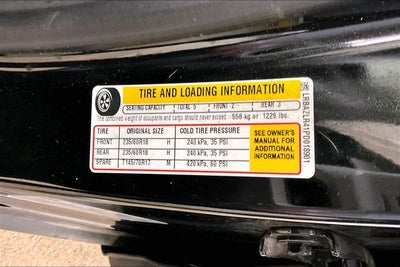 TIRE AND LOADING INFORMATION
SEATING CAPACITY TOTAL 5 FRONT 2 REAR 3
The combined weight of occupants and cargo should never exceed 558 kg or 1229 lbs.
TIRE ORIGINAL SIZE COLD TIRE PRESSURE
FRONT 235/60R18 H 240 kPa, 35 PSI
REAR 235/60R18 H 240 kPa, 35 PSI
SPARE T145/70R17 M 420 kPa, 60 PSI
SEE OWNER'S
MANUAL FOR
ADDITIONAL
INFORMATION